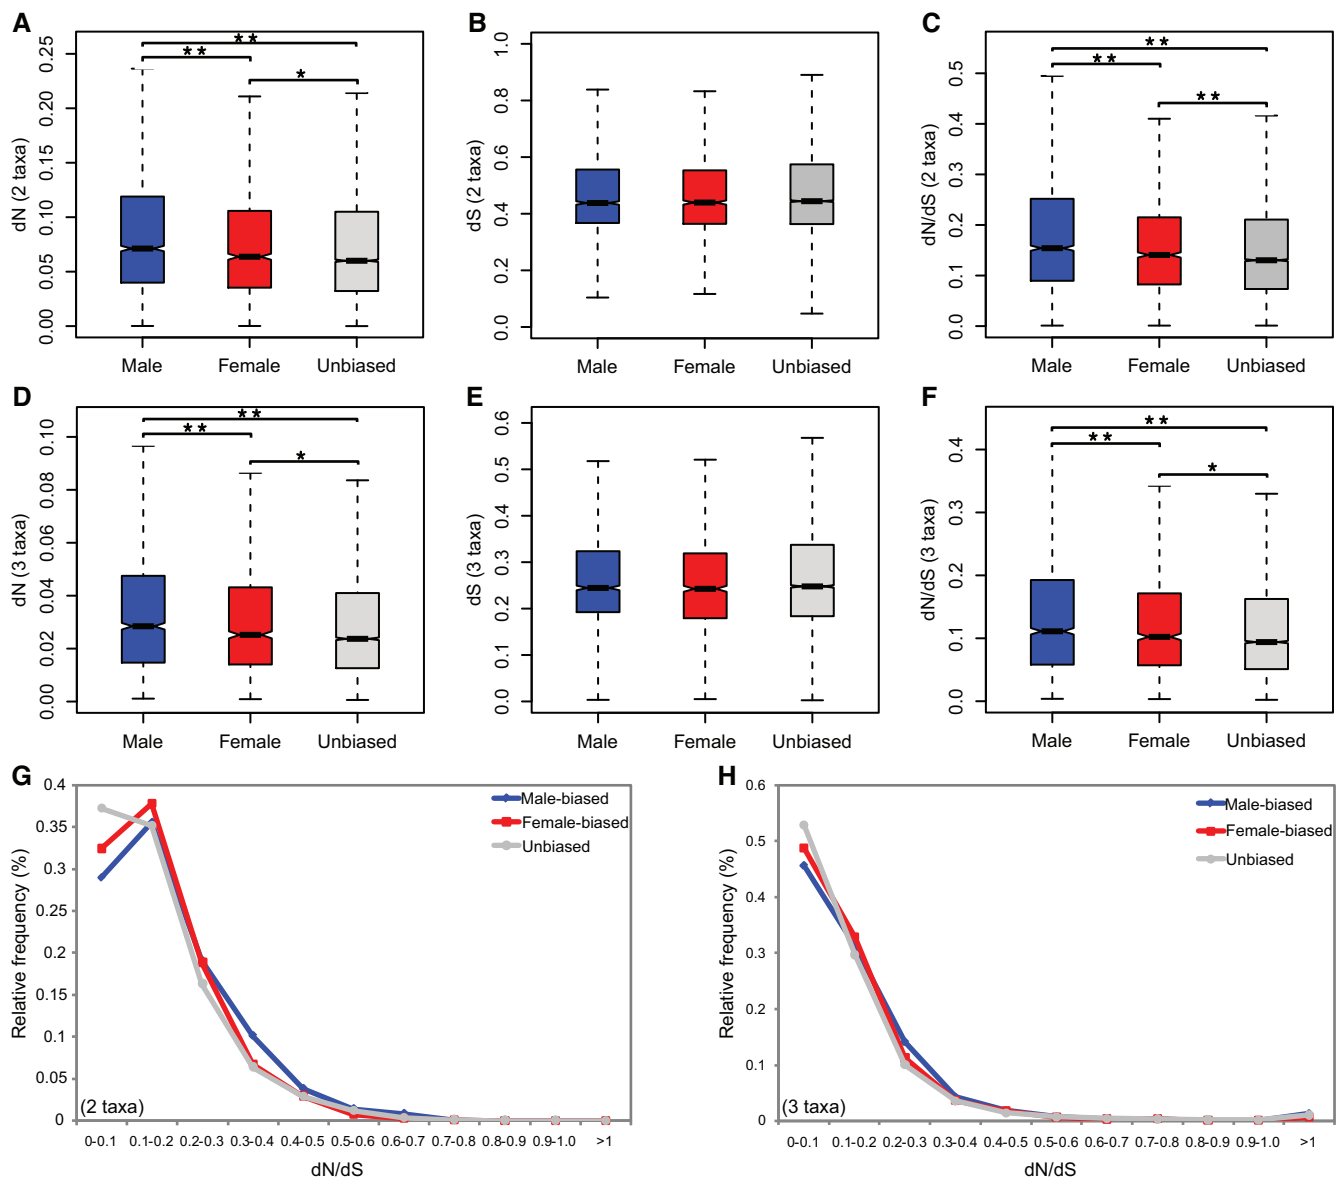 A
dN (2 taxa)
0.25
0.20
0.15
0.10
0.05
0.00
** ** *
Male Female Unbiased
B
dS (2 taxa)
1.0
0.8
0.6
0.4
0.2
0.0
Male Female Unbiased
C
dN/dS (2 taxa)
0.5
0.4
0.3
0.2
0.1
0.0
** ** **
Male Female Unbiased
D
dN (3 taxa)
0.10
0.08
0.06
0.04
0.02
0.00
** ** *
Male Female Unbiased
E
dS (3 taxa)
0.6
0.5
0.4
0.3
0.2
0.1
0.0
Male Female Unbiased
F
dN/dS (3 taxa)
0.4
0.3
0.2
0.1
0.0
** ** *
Male Female Unbiased
G
Relative frequency (%)
0.4
0.35
0.3
0.25
0.2
0.15
0.1
0.05
0
Male-biased
Female-biased
Unbiased
(2 taxa)
0-0.1 0.1-0.2 0.2-0.3 0.3-0.4 0.4-0.5 0.5-0.6 0.6-0.7 0.7-0.8 0.8-0.9 0.9-1.0 >1
dN/dS
H
Relative frequency (%)
0.6
0.5
0.4
0.3
0.2
0.1
0
Male-biased
Female-biased
Unbiased
(3 taxa)
0-0.1 0.1-0.2 0.2-0.3 0.3-0.4 0.4-0.5 0.5-0.6 0.6-0.7 0.7-0.8 0.8-0.9 0.9-1.0 >1
dN/dS